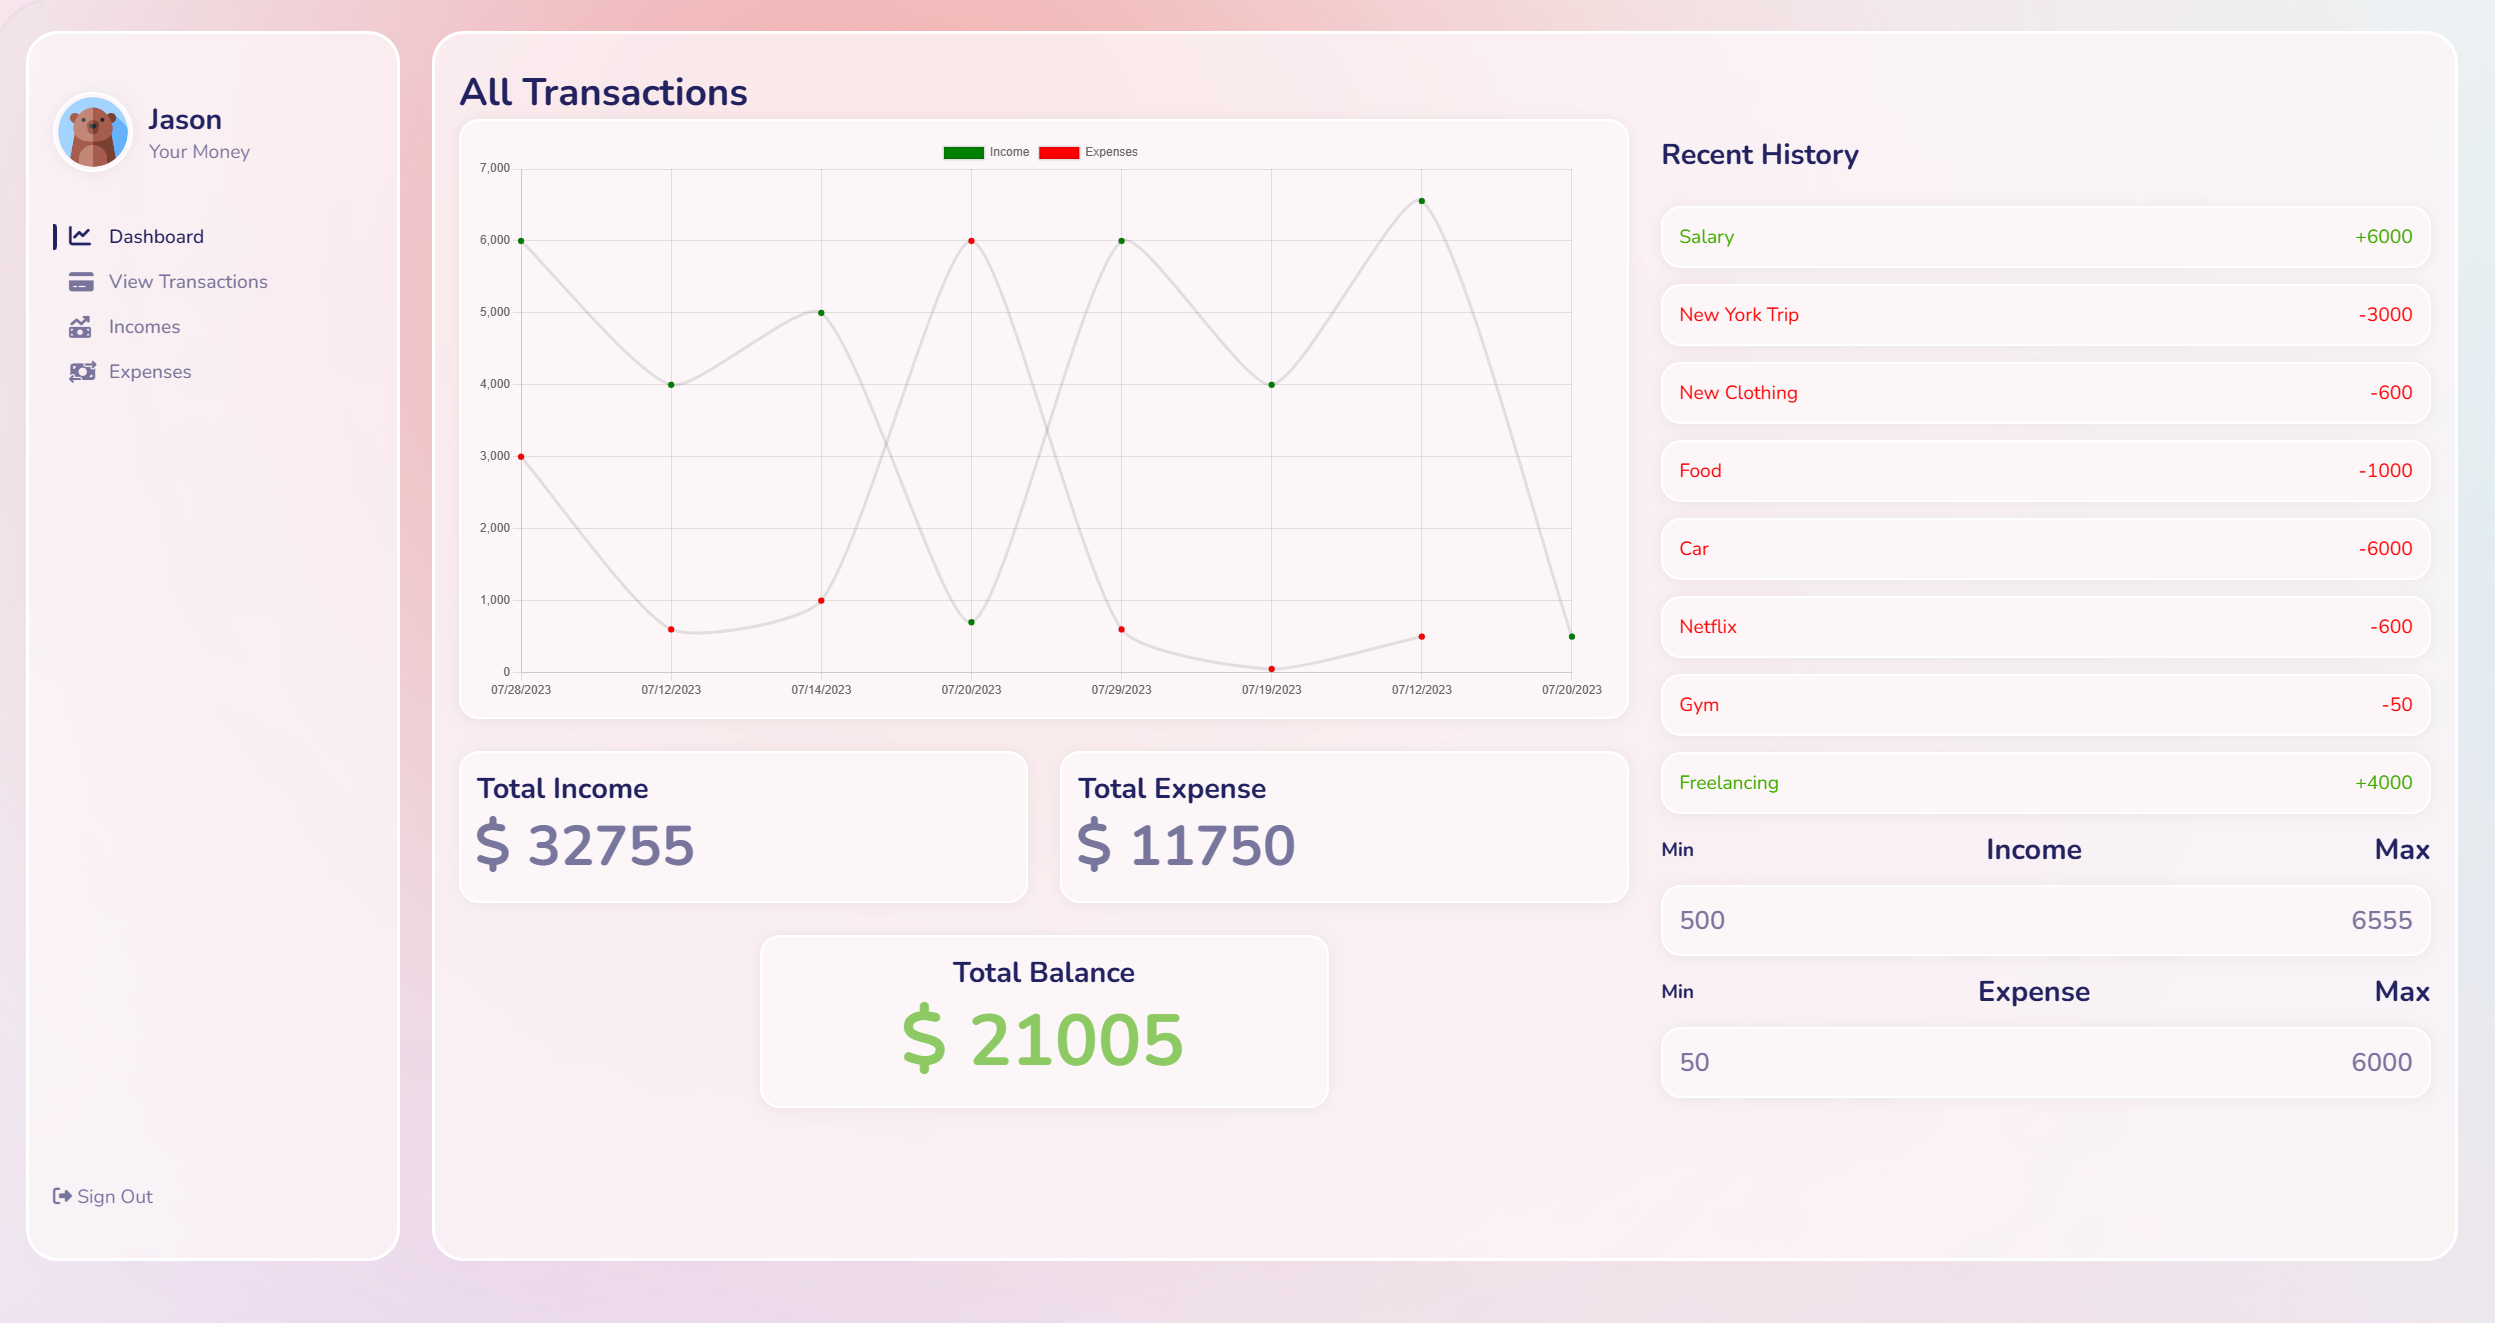 Jason
Your Money
Dashboard
View Transactions
Incomes
Expenses
Sign Out
All Transactions
Income Expenses
7,000
6,000
5,000
4,000
3,000
2,000
1,000
0
07/28/2023 07/12/2023 07/14/2023 07/20/2023 07/29/2023 07/19/2023 07/12/2023 07/20/2023
Total Income
$ 32755
Total Expense
$ 11750
Total Balance
$ 21005
Recent History
Salary +6000
New York Trip -3000
New Clothing -600
Food -1000
Car -6000
Netflix -600
Gym -50
Freelancing +4000
Min Income Max
500 6555
Min Expense Max
50 6000